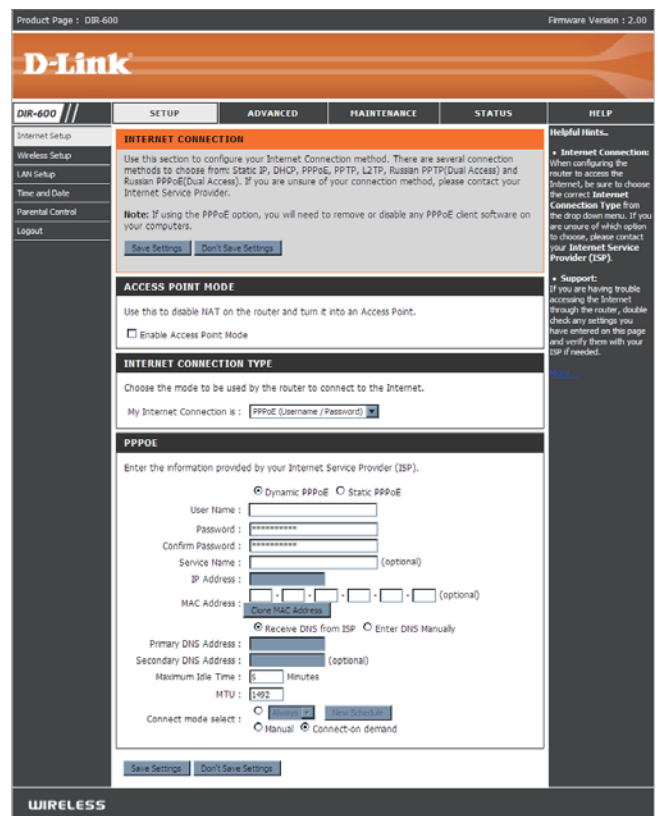 Product Page : DIR-600
Firmware Version : 2.00
D-Link
DIR-600
SETUP
ADVANCED
MAINTENANCE
STATUS
HELP
Internet Setup
Wireless Setup
LAN Setup
Time and Date
Parental Control
Logout
INTERNET CONNECTION
Use this section to configure your Internet Connection method. There are several connection
methods to choose from: Static IP, DHCP, PPPoE, PPTP, L2TP, Russian PPTP(Dual Access) and
Russian PPPoE(Dual Access). If you are unsure of your connection method, please contact your
Internet Service Provider.
Note: If using the PPPoE option, you will need to remove or disable any PPPoE client software on
your computers.
Save Settings Don't Save Settings
ACCESS POINT MODE
Use this to disable NAT on the router and turn it into an Access Point.
Enable Access Point Mode
INTERNET CONNECTION TYPE
Choose the mode to be used by the router to connect to the Internet.
My Internet Connection is : PPPoE (Username / Password)
PPPOE
Enter the information provided by your Internet Service Provider (ISP).
Dynamic PPPoE Static PPPoE
User Name :
Password : **********
Confirm Password : **********
Service Name : (optional)
IP Address :
MAC Address : - - - - - (optional)
Clone MAC Address
Receive DNS from ISP Enter DNS Manually
Primary DNS Address :
Secondary DNS Address : (optional)
Maximum Idle Time : 5 Minutes
MTU : 1492
Connect mode select : Always New Schedule
Manual Connect-on demand
Save Settings Don't Save Settings
Helpful Hints..
• Internet Connection:
When configuring the
router to access the
Internet, be sure to choose
the correct Internet
Connection Type from
the drop down menu. If you
are unsure of which option
to choose, please contact
your Internet Service
Provider (ISP).
• Support:
If you are having trouble
accessing the Internet
through the router, double
check any settings you
have entered on this page
and verify them with your
ISP if needed.
More...
WIRELESS